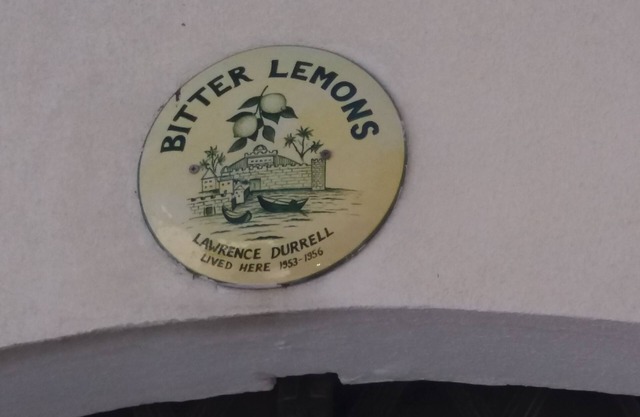 BITTER LEMONS
LAWRENCE DURRELL
LIVED HERE 1953-1956